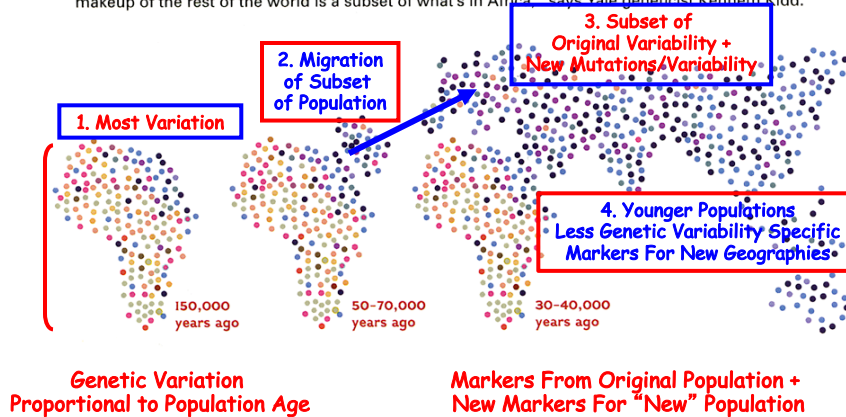 makeup of the rest of the world is a subset of what's in Africa," says Yale geneticist Kenneth Kidd.
1. Most Variation
2. Migration
of Subset
of Population
3. Subset of
Original Variability +
New Mutations/Variability
4. Younger Populations
Less Genetic Variability Specific
Markers For New Geographies
150,000
years ago
50-70,000
years ago
30-40,000
years ago
Genetic Variation
Proportional to Population Age
Markers From Original Population +
New Markers For “New” Population